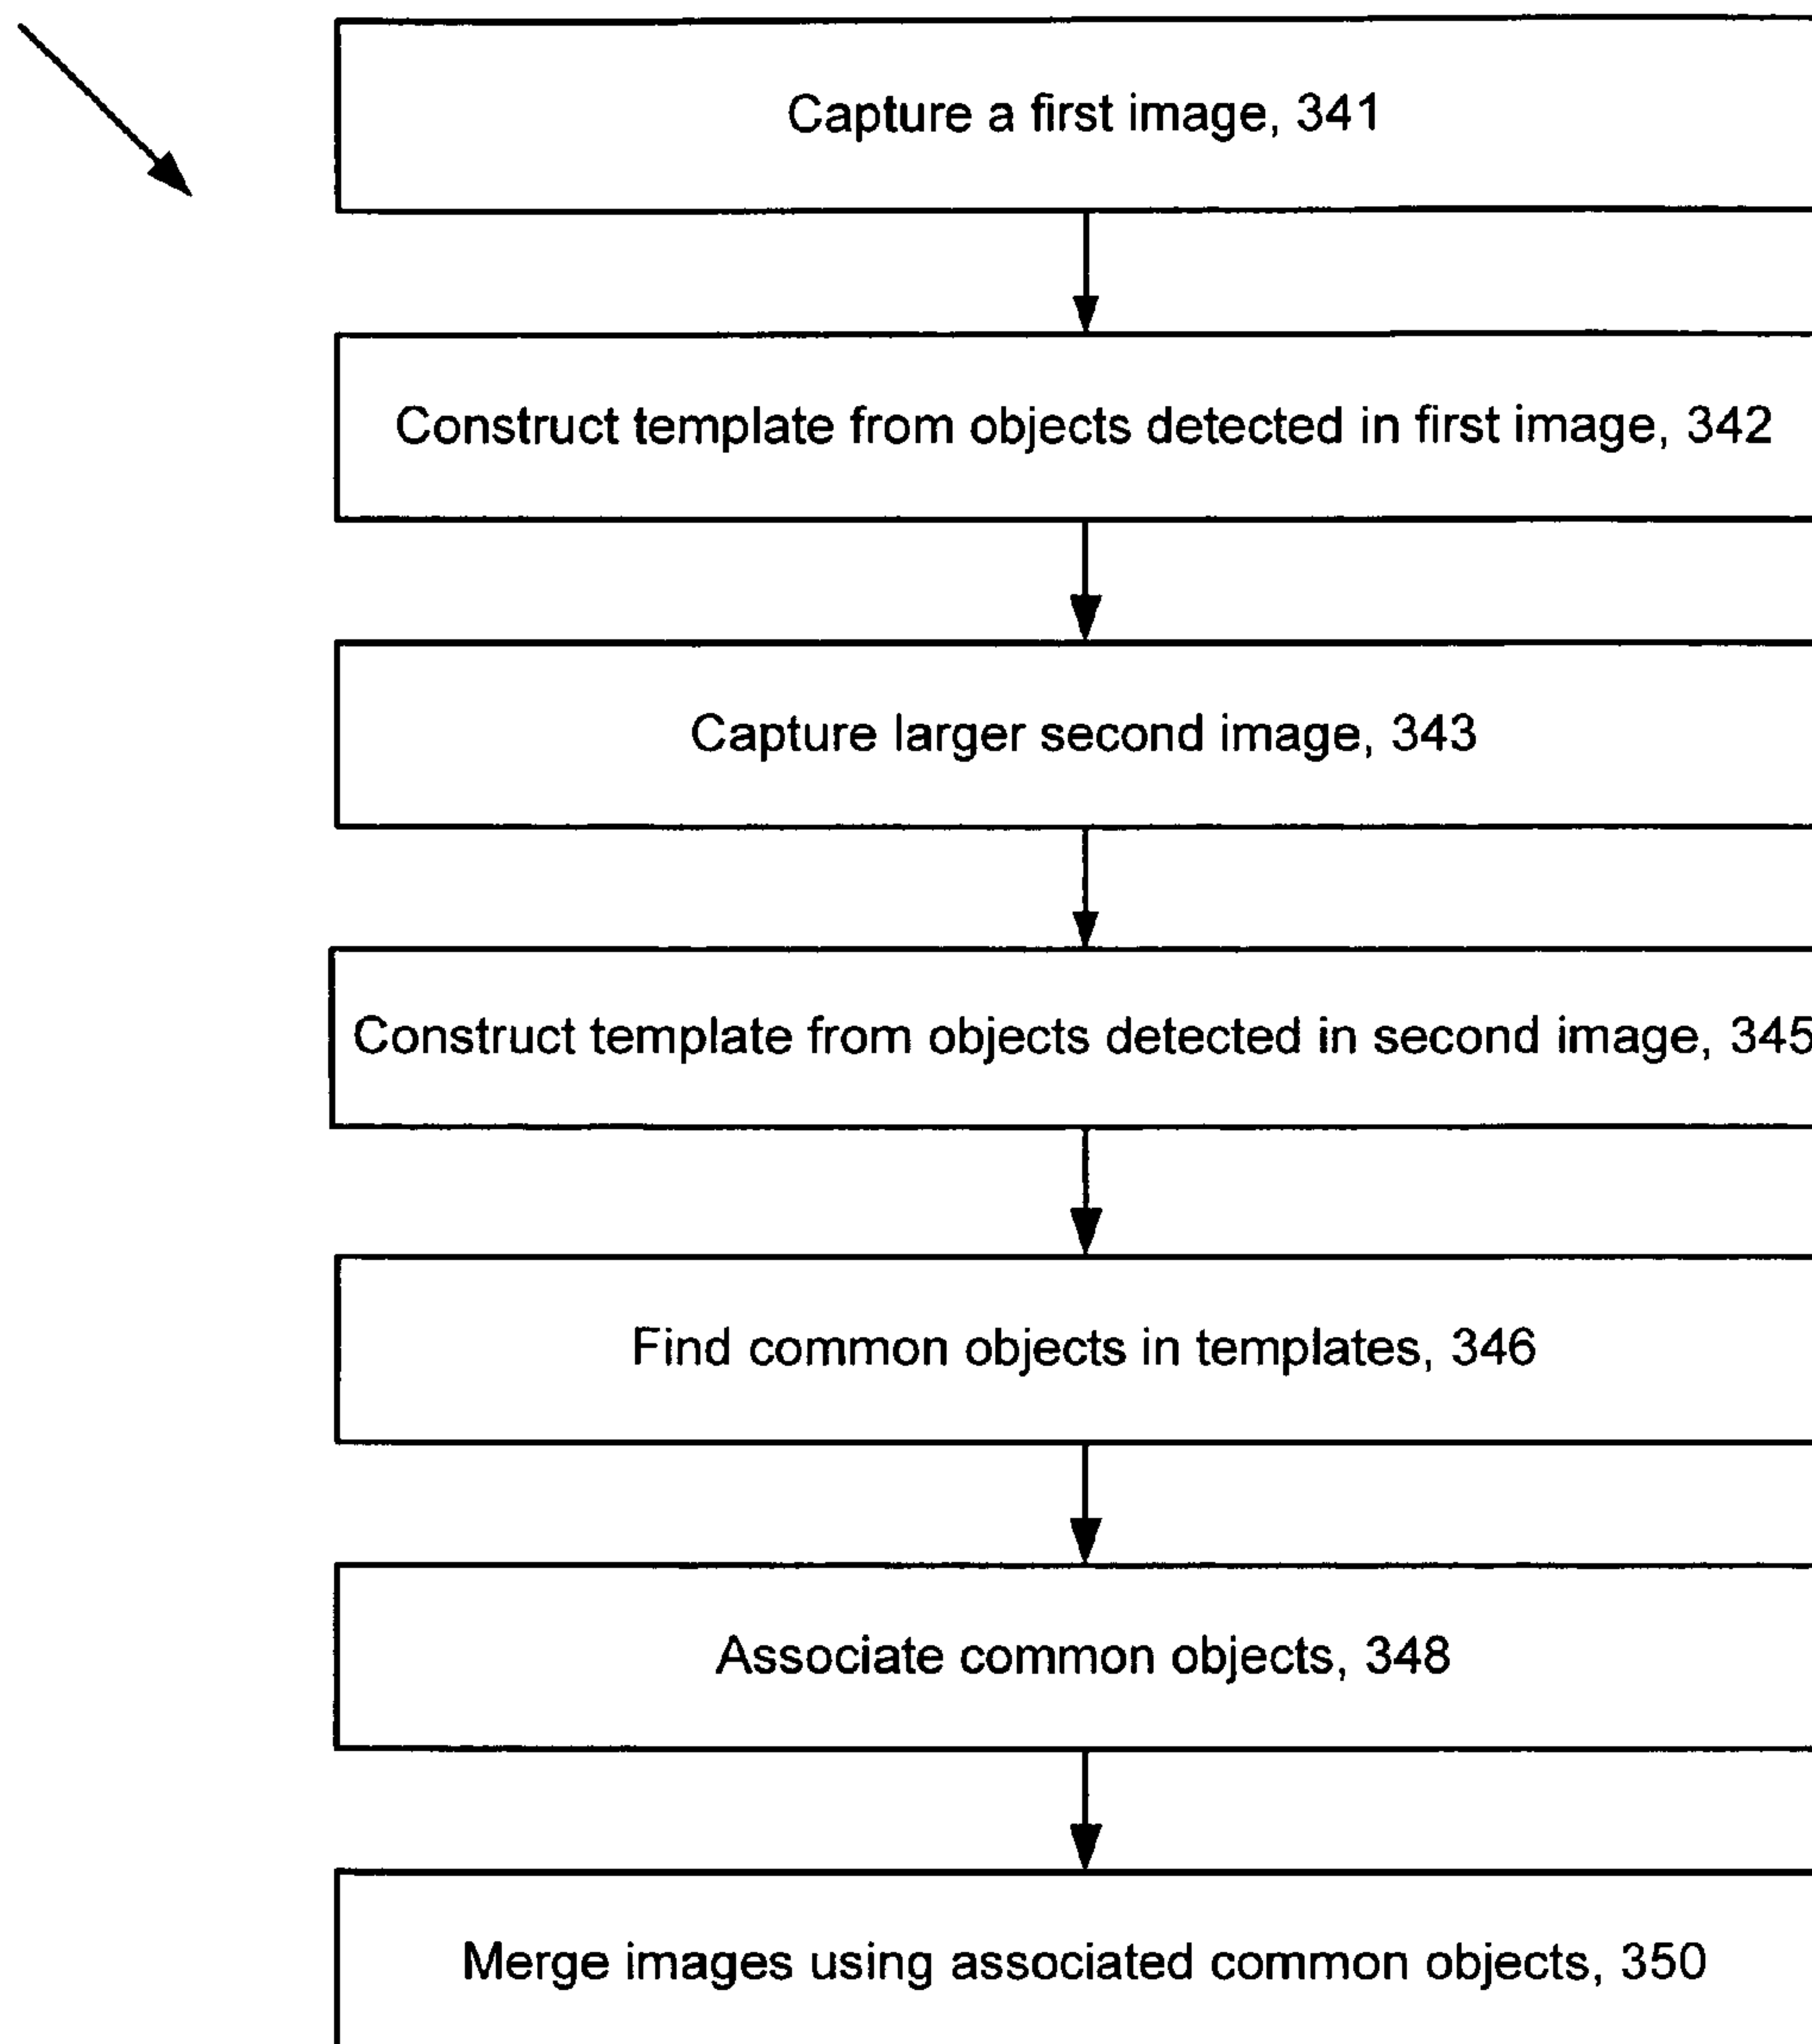 Capture a first image, 341
Construct template from objects detected in first image, 342
Capture larger second image, 343
Construct template from objects detected in second image, 345
Find common objects in templates, 346
Associate common objects, 348
Merge images using associated common objects, 350